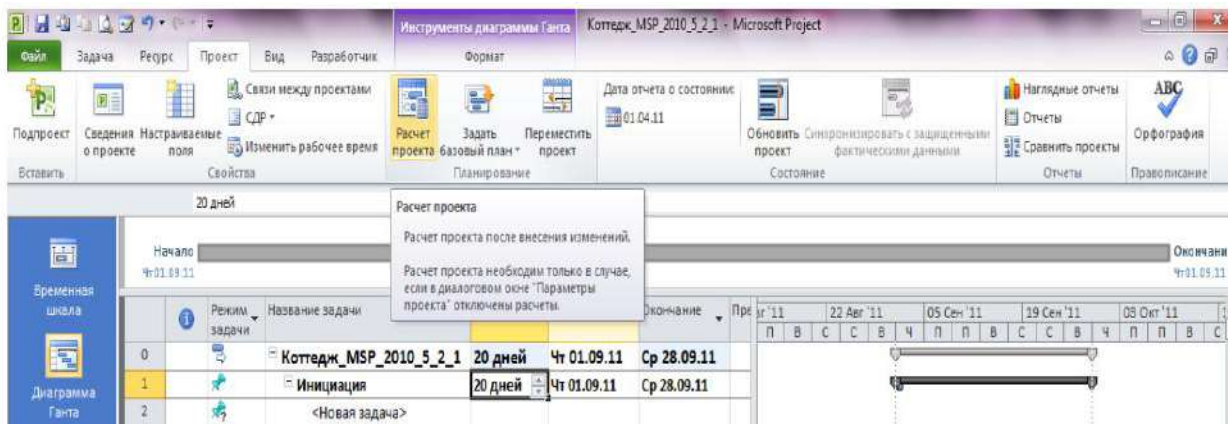 Инструменты диаграммы Ганта Коттедж_MSP_2010_5_2_1 - Microsoft Project
Файл Задача Ресурс Проект Вид Разработчик Формат
Подпроект
Сведения о проекте
Настраиваемые поля
Связи между проектами
СДР
Изменить рабочее время
Расчет проекта
Задать базовый план
Переместить проект
Дата отчета о состоянии:
01.04.11
Обновить проект
Синхронизировать с защищенными фактическими данными
Наглядные отчеты
Отчеты
Сравнить проекты
ABC
Орфография
Вставить Свойства Планирование Состояние Отчеты Правописание
20 дней
Расчет проекта
Расчет проекта после внесения изменений.
Расчет проекта необходим только в случае,
если в диалоговом окне "Параметры
проекта" отключены расчеты.
Начало
Чт 01.09.11
Окончани
Чт 01.09.11
Временная
шкала
Диаграмма
Ганта
Режим задачи Название задачи Окончание Пре
22 Авг '11 05 Сен '11 19 Сен '11 03 Окт '11
П В С С В Ч П П В С С В Ч П П В С
0 Коттедж_MSP_2010_5_2_1 20 дней Чт 01.09.11 Ср 28.09.11
1 Инициация 20 дней Чт 01.09.11 Ср 28.09.11
2 <Новая задача>